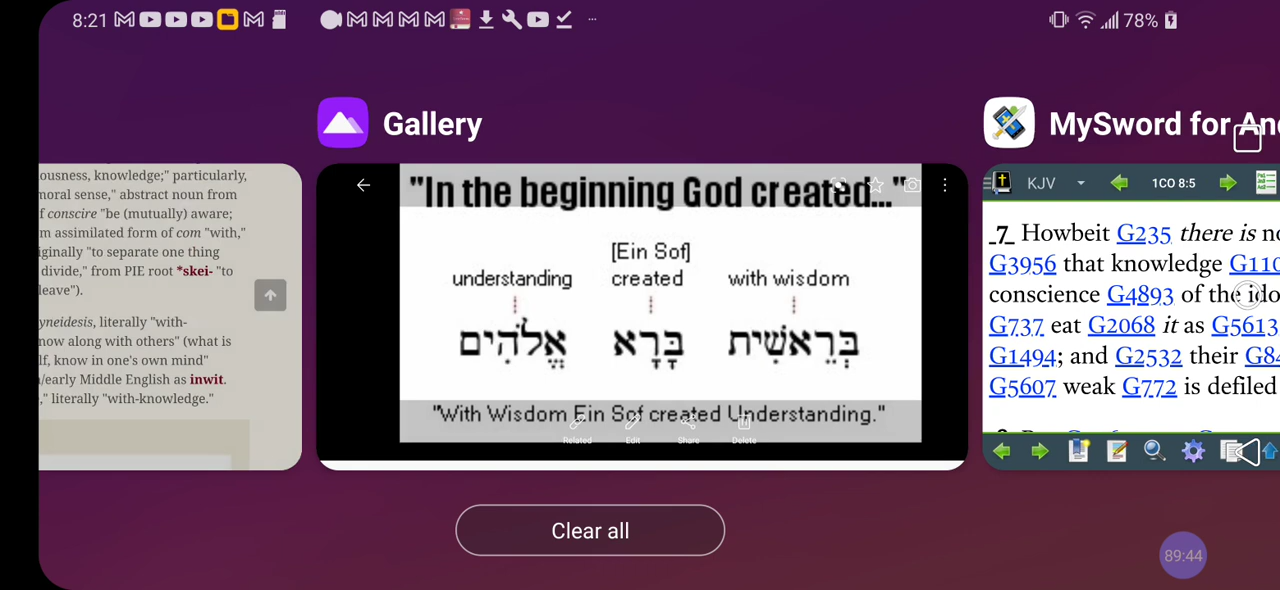 8:21
78%
Gallery
MySword for An
ousness, knowledge;" particularly,
moral sense," abstract noun from
f conscire "be (mutually) aware;
m assimilated form of com "with,"
iginally "to separate one thing
divide," from PIE root *skei- "to
leave").
yneidesis, literally "with-
now along with others" (what is
lf, know in one's own mind"
/early Middle English as inwit.
," literally "with-knowledge."
"In the beginning God created..."
[Ein Sof]
understanding created with wisdom
בְּרֵאשִׁית בָּרָא אֱלֹהִים
"With Wisdom Ein Sof created Understanding."
Related Edit Share Delete
KJV 1CO 8:5
7 Howbeit G235 there is no
G3956 that knowledge G110
conscience G4893 of the ido
G737 eat G2068 it as G5613
G1494; and G2532 their G84
G5607 weak G772 is defiled
Clear all
89:44